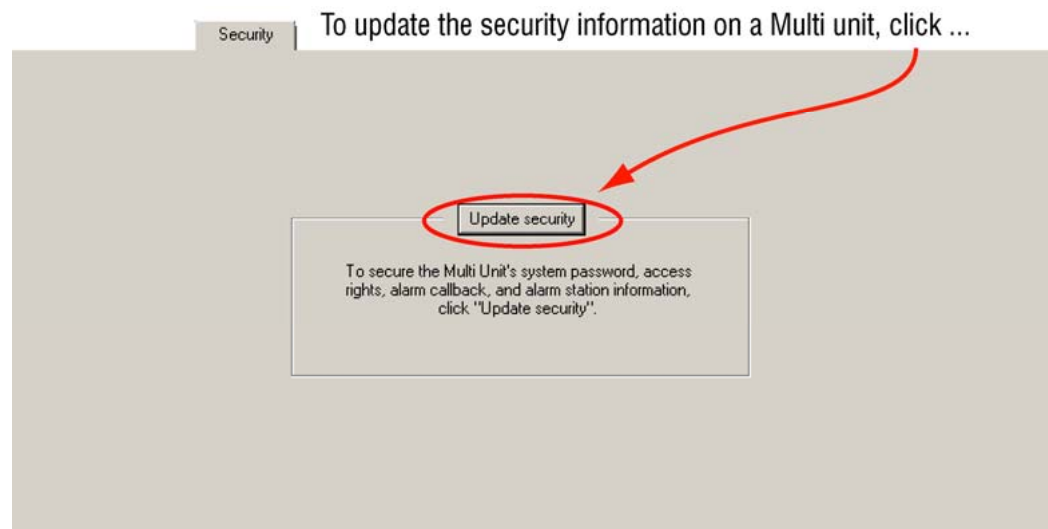 Security
To update the security information on a Multi unit, click ...
Update security
To secure the Multi Unit's system password, access
rights, alarm callback, and alarm station information,
click "Update security".